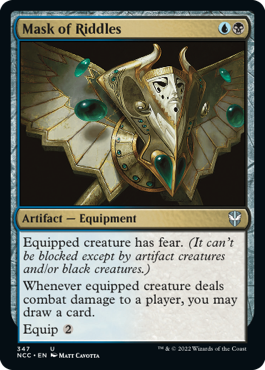 Mask of Riddles
Artifact — Equipment
Equipped creature has fear. (It can't
be blocked except by artifact creatures
and/or black creatures.)
Whenever equipped creature deals
combat damage to a player, you may
draw a card.
Equip 2
347 U
NCC • EN Matt Cavotta
™ & © 2022 Wizards of the Coast